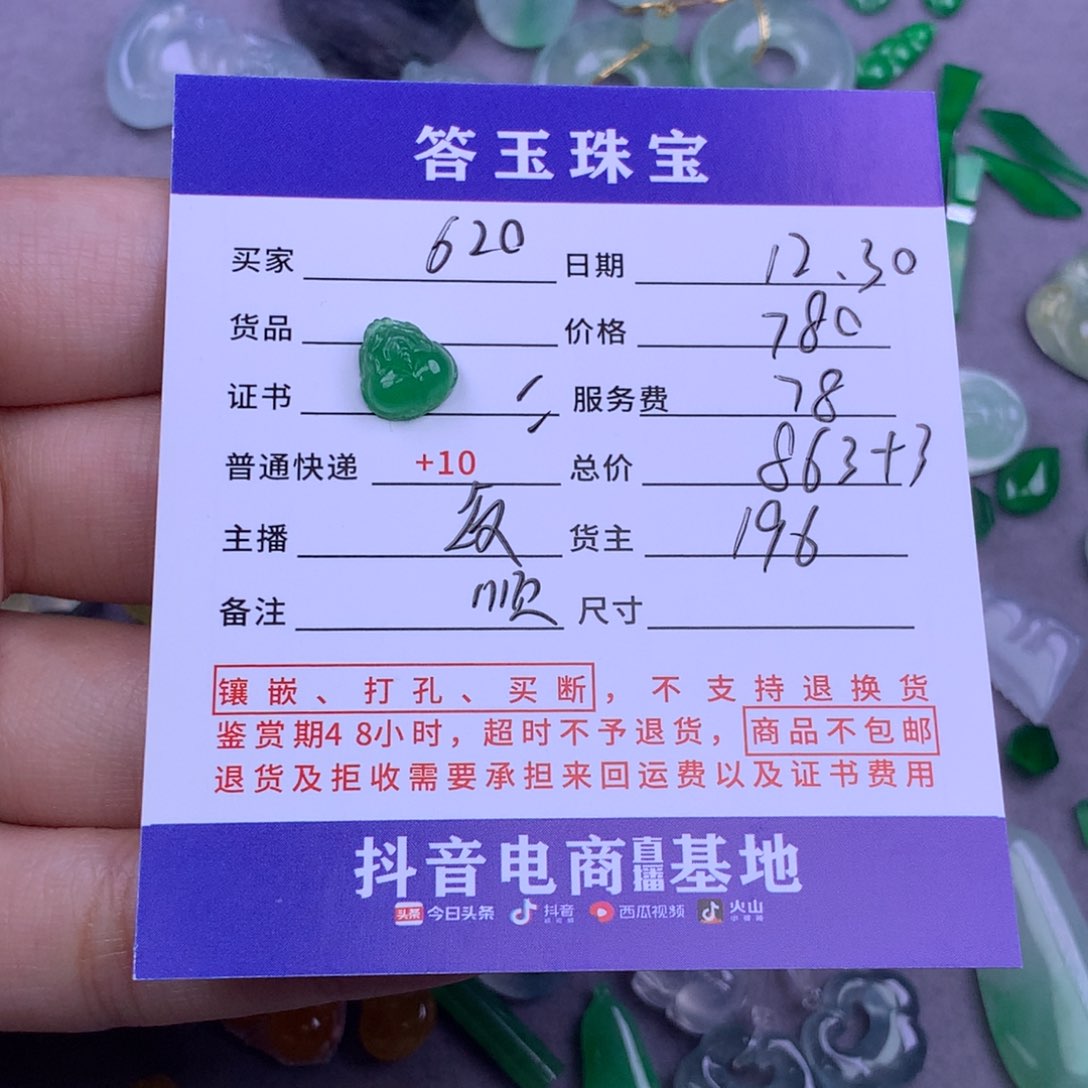 答玉珠宝
买家 620 日期 12.30
货品 价格 780
证书 服务费 78
普通快递 +10 总价 863+3
主播 货主 196
备注 顺 尺寸
镶嵌、打孔、买断，不支持退换货
鉴赏期48小时，超时不予退货，商品不包邮
退货及拒收需要承担来回运费以及证书费用
抖音电商直播基地
头条 今日头条 抖音 西瓜视频 火山